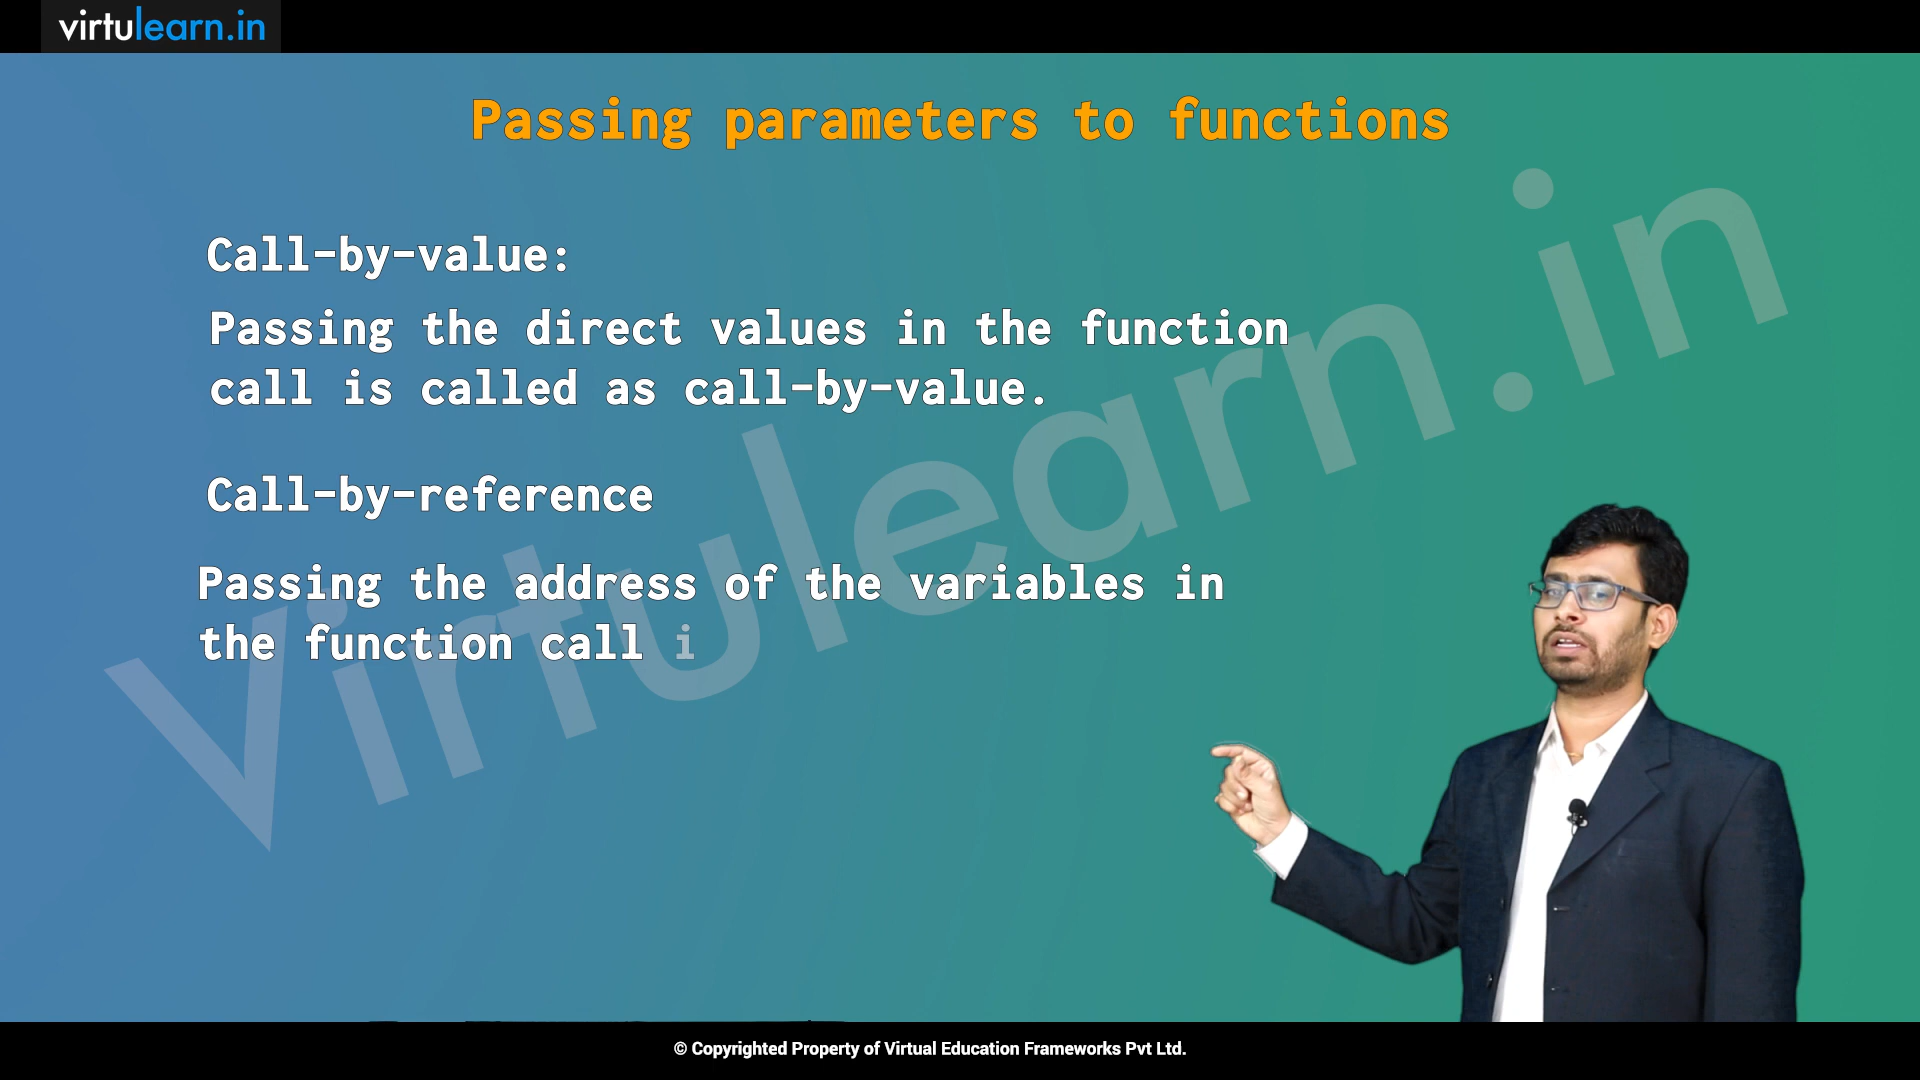 virtulearn.in
Passing parameters to functions
Call-by-value:
Passing the direct values in the function
call is called as call-by-value.
Call-by-reference
Passing the address of the variables in
the function call i
Virtulearn.in
© Copyrighted Property of Virtual Education Frameworks Pvt Ltd.